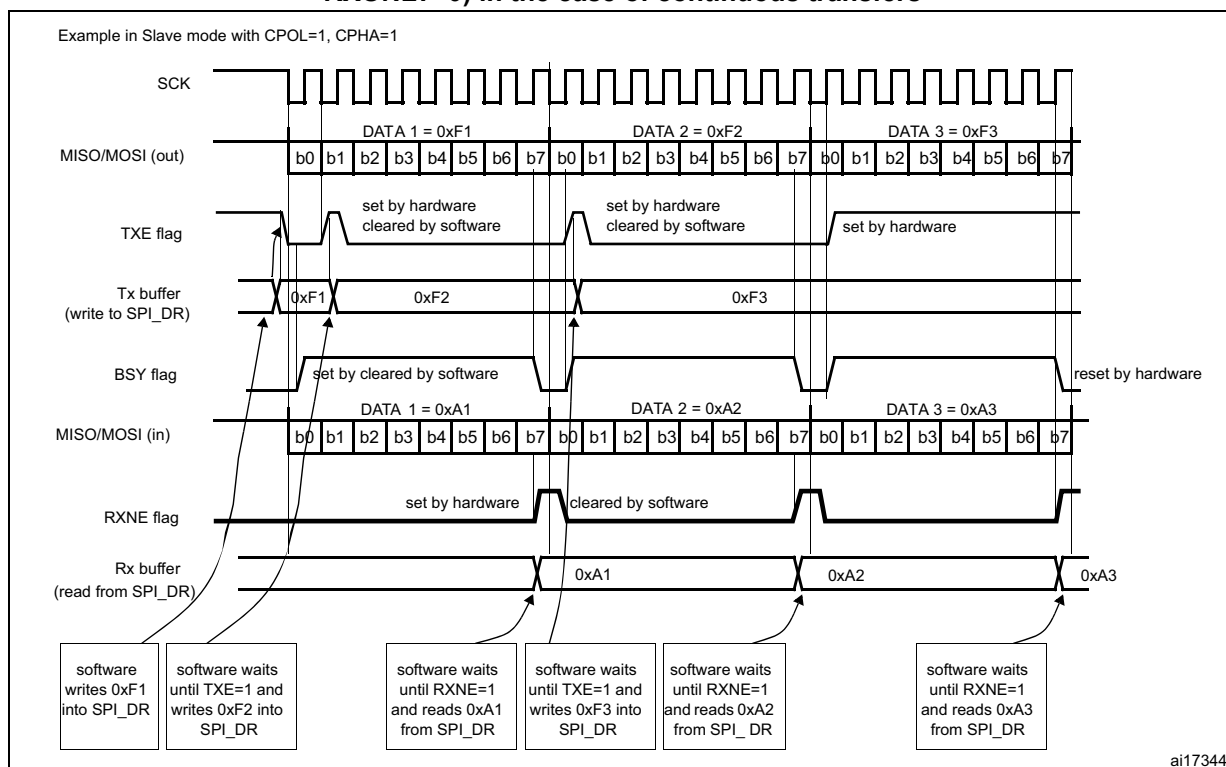 RXONLY=0) in the case of continuous transfers
Example in Slave mode with CPOL=1, CPHA=1
SCK
DATA 1 = 0xF1
DATA 2 = 0xF2
DATA 3 = 0xF3
MISO/MOSI (out)
b0 b1 b2 b3 b4 b5 b6 b7 b0 b1 b2 b3 b4 b5 b6 b7 b0 b1 b2 b3 b4 b5 b6 b7
set by hardware
cleared by software
set by hardware
cleared by software
set by hardware
TXE flag
Tx buffer
(write to SPI_DR)
0xF1
0xF2
0xF3
BSY flag
set by cleared by software
reset by hardware
DATA 1 = 0xA1
DATA 2 = 0xA2
DATA 3 = 0xA3
MISO/MOSI (in)
b0 b1 b2 b3 b4 b5 b6 b7 b0 b1 b2 b3 b4 b5 b6 b7 b0 b1 b2 b3 b4 b5 b6 b7
RXNE flag
set by hardware
cleared by software
Rx buffer
(read from SPI_DR)
0xA1
0xA2
0xA3
software
writes 0xF1
into SPI_DR
software waits
until TXE=1 and
writes 0xF2 into
SPI_DR
software waits
until RXNE=1
and reads 0xA1
from SPI_DR
software waits
until TXE=1 and
writes 0xF3 into
SPI_DR
software waits
until RXNE=1
and reads 0xA2
from SPI_ DR
software waits
until RXNE=1
and reads 0xA3
from SPI_DR
ai17344